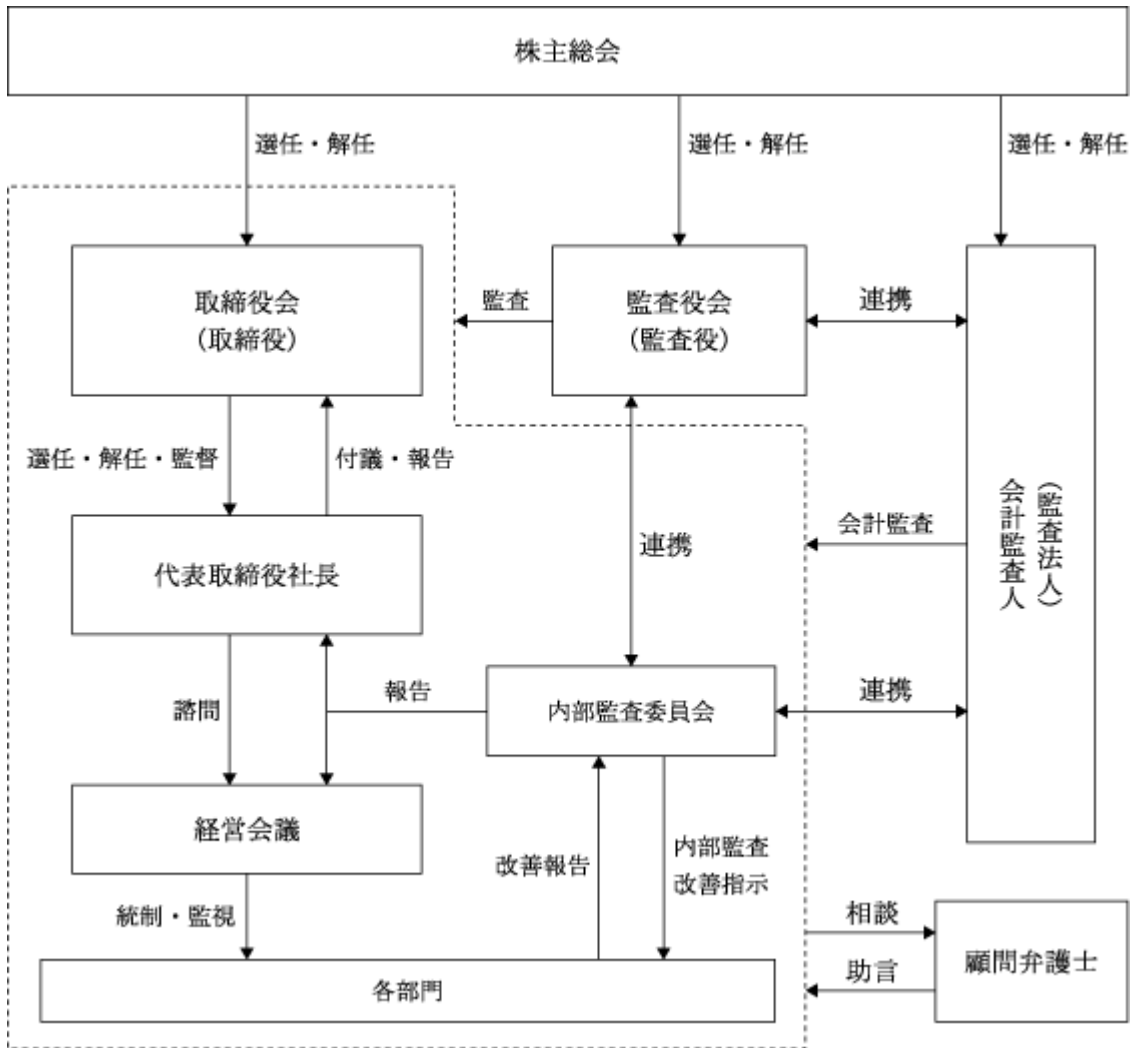 株主総会
選任・解任
選任・解任
選任・解任
取締役会
（取締役）
監査
監査役会
（監査役）
連携
会計監査人
（監査法人）
選任・解任・監督
付議・報告
連携
会計監査
代表取締役社長
諮問
報告
内部監査委員会
連携
経営会議
統制・監視
改善報告
内部監査
改善指示
各部門
相談
助言
顧問弁護士